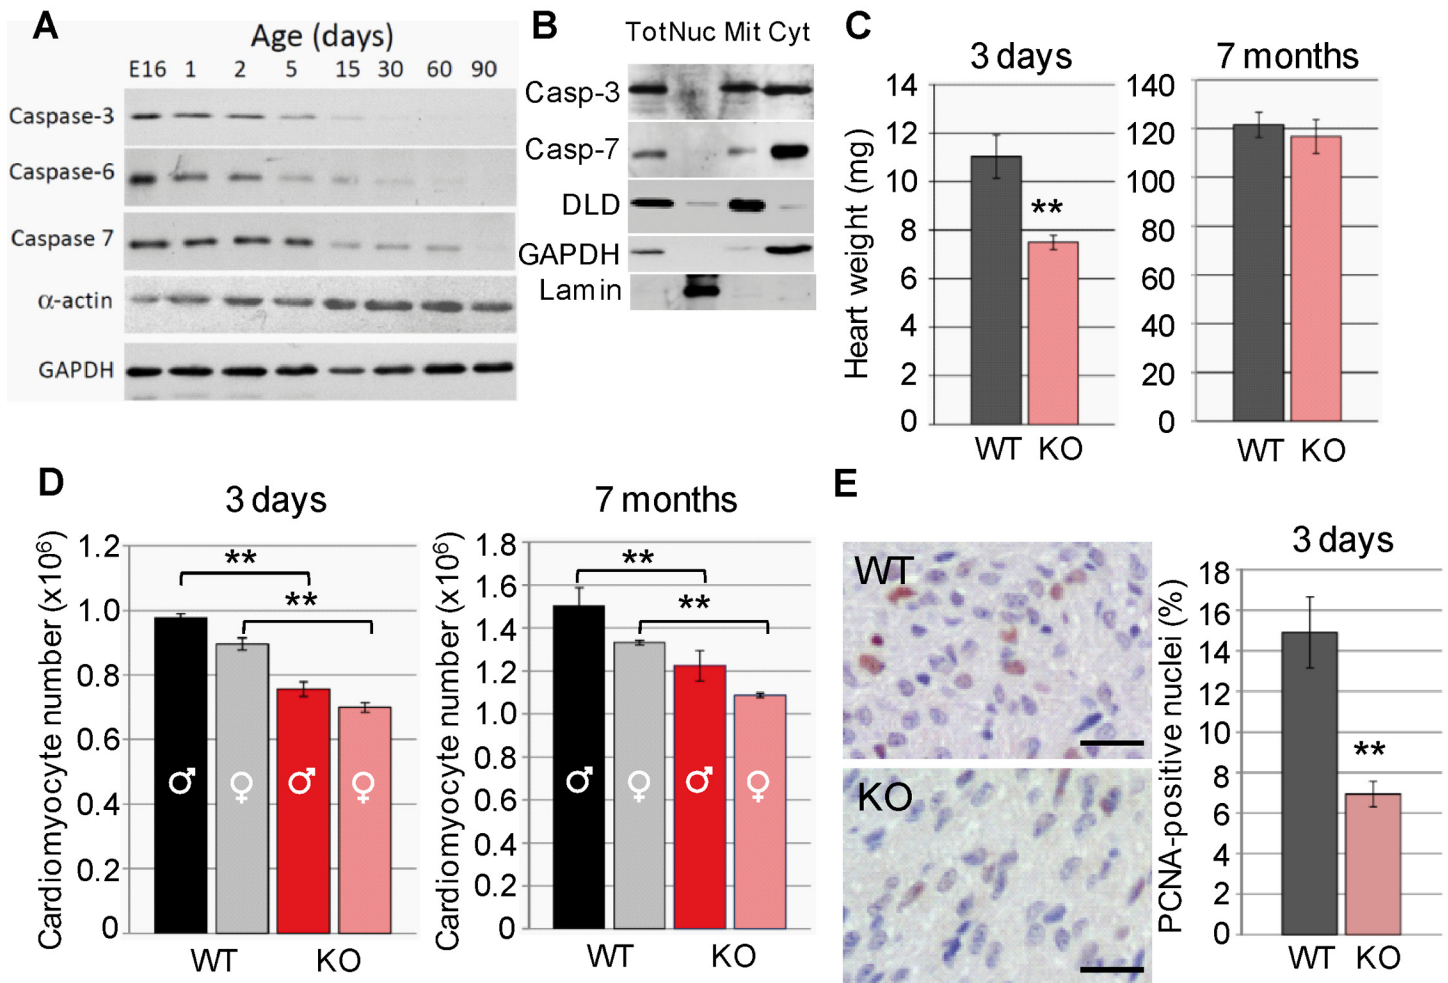 A
Age (days)
E16 1 2 5 15 30 60 90
Caspase-3
Caspase-6
Caspase 7
α-actin
GAPDH
B
Tot Nuc Mit Cyt
Casp-3
Casp-7
DLD
GAPDH
Lamin
C
3 days
7 months
Heart weight (mg)
14
12
10
8
6
4
2
0
**
WT KO
140
120
100
80
60
40
20
0
WT KO
D
3 days
Cardiomyocyte number (x10⁶)
1.2
1.0
0.8
0.6
0.4
0.2
0
**
**
♂ ♀ ♂ ♀
WT KO
7 months
Cardiomyocyte number (x10⁶)
1.8
1.6
1.4
1.2
1.0
0.8
0.6
0.4
0.2
0
**
**
♂ ♀ ♂ ♀
WT KO
E
WT
KO
3 days
PCNA-positive nuclei (%)
18
16
14
12
10
8
6
4
2
0
**
WT KO